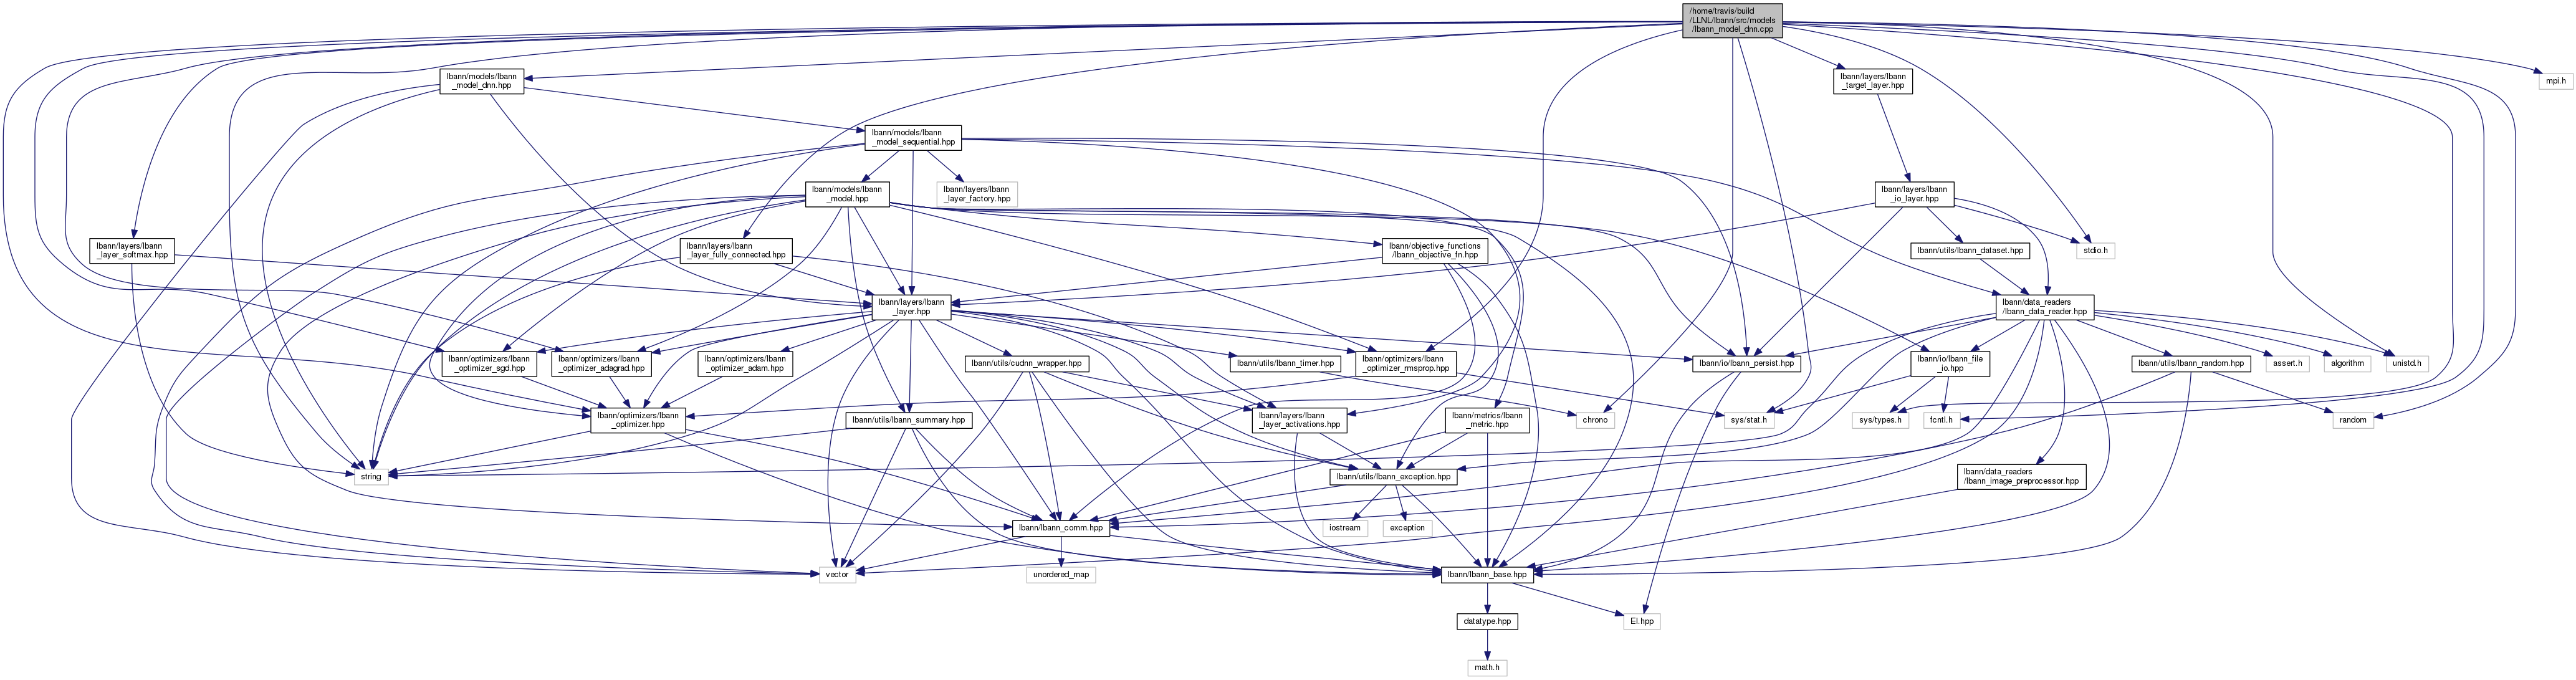 /home/travis/build
/LLNL/lbann/src/models
/lbann_model_dnn.cpp
lbann/models/lbann
_model_dnn.hpp
lbann/layers/lbann
_target_layer.hpp
mpi.h
lbann/models/lbann
_model_sequential.hpp
lbann/models/lbann
_model.hpp
lbann/layers/lbann
_layer_factory.hpp
lbann/layers/lbann
_io_layer.hpp
lbann/layers/lbann
_layer_softmax.hpp
lbann/layers/lbann
_layer_fully_connected.hpp
lbann/objective_functions
/lbann_objective_fn.hpp
lbann/utils/lbann_dataset.hpp
stdio.h
lbann/layers/lbann
_layer.hpp
lbann/data_readers
/lbann_data_reader.hpp
lbann/optimizers/lbann
_optimizer_sgd.hpp
lbann/optimizers/lbann
_optimizer_adagrad.hpp
lbann/optimizers/lbann
_optimizer_adam.hpp
lbann/utils/cudnn_wrapper.hpp
lbann/utils/lbann_timer.hpp
lbann/optimizers/lbann
_optimizer_rmsprop.hpp
lbann/io/lbann_persist.hpp
lbann/io/lbann_file
_io.hpp
lbann/utils/lbann_random.hpp
assert.h
algorithm
unistd.h
lbann/optimizers/lbann
_optimizer.hpp
lbann/utils/lbann_summary.hpp
lbann/layers/lbann
_layer_activations.hpp
lbann/metrics/lbann
_metric.hpp
chrono
sys/stat.h
sys/types.h
fcntl.h
random
string
lbann/utils/lbann_exception.hpp
lbann/data_readers
/lbann_image_preprocessor.hpp
lbann/lbann_comm.hpp
iostream
exception
vector
unordered_map
lbann/lbann_base.hpp
datatype.hpp
El.hpp
math.h